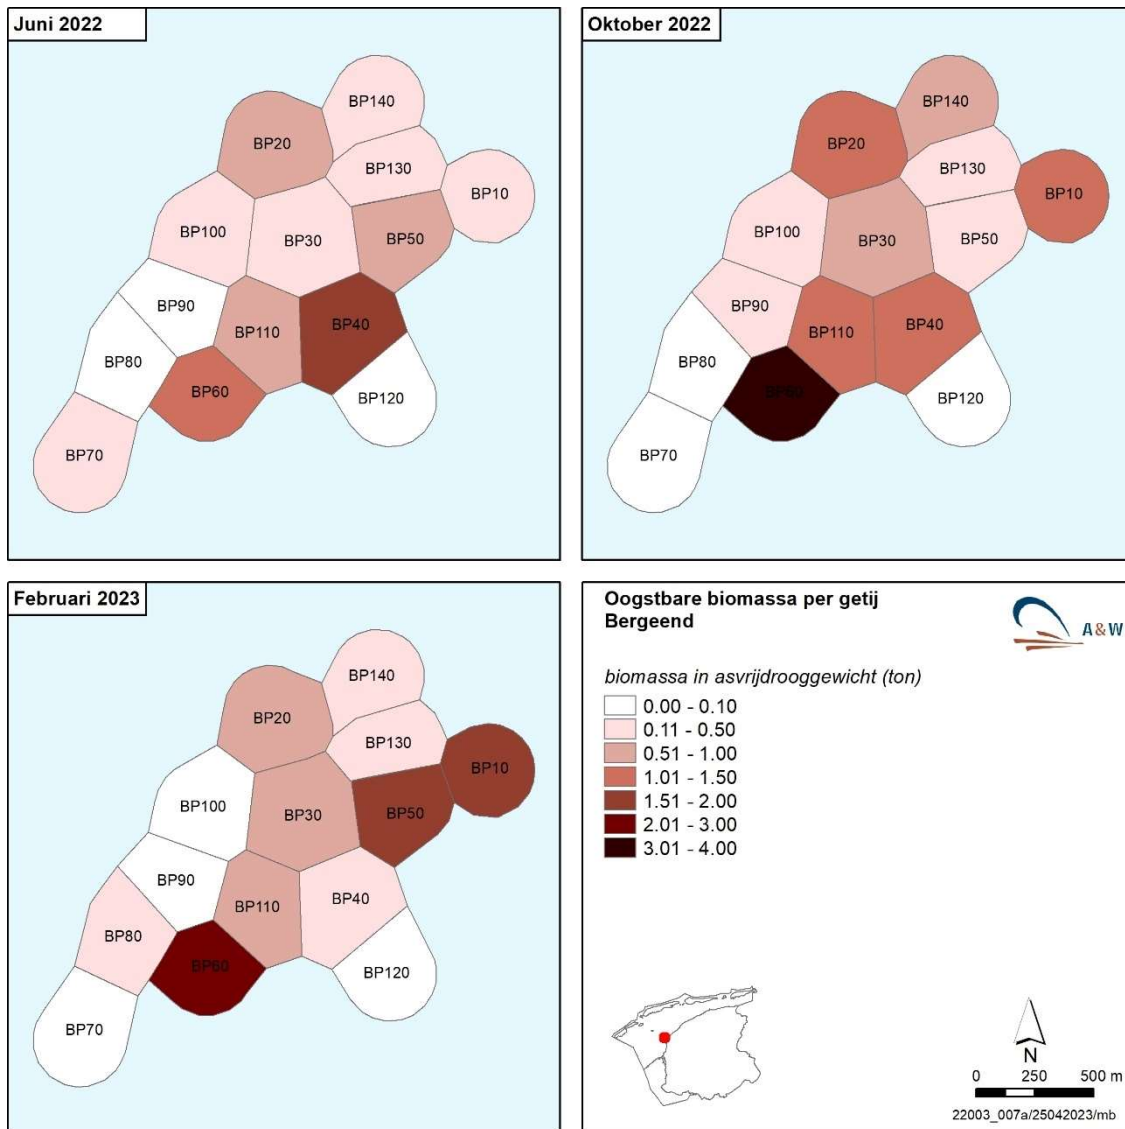 Juni 2022
BP140
BP20
BP130
BP10
BP100
BP30
BP50
BP90
BP110
BP40
BP80
BP60
BP120
BP70
Oktober 2022
BP140
BP20
BP130
BP10
BP100
BP30
BP50
BP90
BP110
BP40
BP80
BP60
BP120
BP70
Februari 2023
BP140
BP20
BP130
BP10
BP100
BP30
BP50
BP90
BP110
BP40
BP80
BP60
BP120
BP70
Oogstbare biomassa per getij
Bergeend
A&W
biomassa in asvrijdrooggewicht (ton)
0.00 - 0.10
0.11 - 0.50
0.51 - 1.00
1.01 - 1.50
1.51 - 2.00
2.01 - 3.00
3.01 - 4.00
N
0 250 500 m
22003_007a/25042023/mb